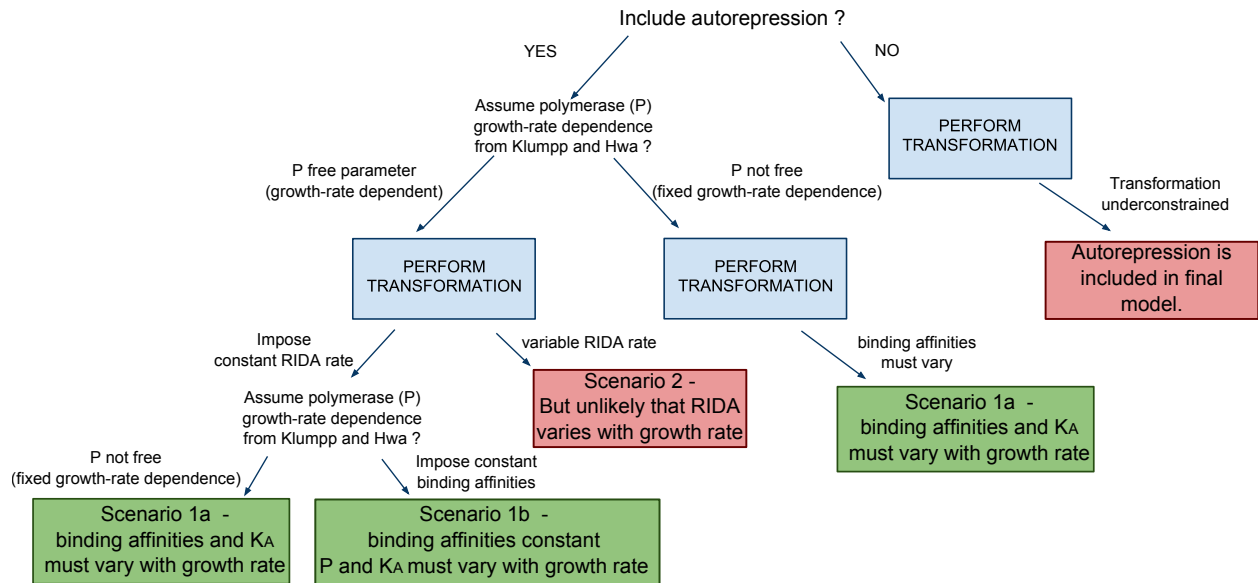 Include autorepression ?
YES
NO
Assume polymerase (P)
growth-rate dependence
from Klumpp and Hwa ?
PERFORM
TRANSFORMATION
P free parameter
(growth-rate dependent)
P not free
(fixed growth-rate dependence)
Transformation
underconstrained
PERFORM
TRANSFORMATION
PERFORM
TRANSFORMATION
Autorepression is
included in final
model.
Impose
constant RIDA rate
variable RIDA rate
binding affinities
must vary
Assume polymerase (P)
growth-rate dependence
from Klumpp and Hwa ?
Scenario 2 -
But unlikely that RIDA
varies with growth rate
Scenario 1a -
binding affinities and KA
must vary with growth rate
P not free
(fixed growth-rate dependence)
Impose constant
binding affinities
Scenario 1a -
binding affinities and KA
must vary with growth rate
Scenario 1b -
binding affinities constant
P and KA must vary with growth rate